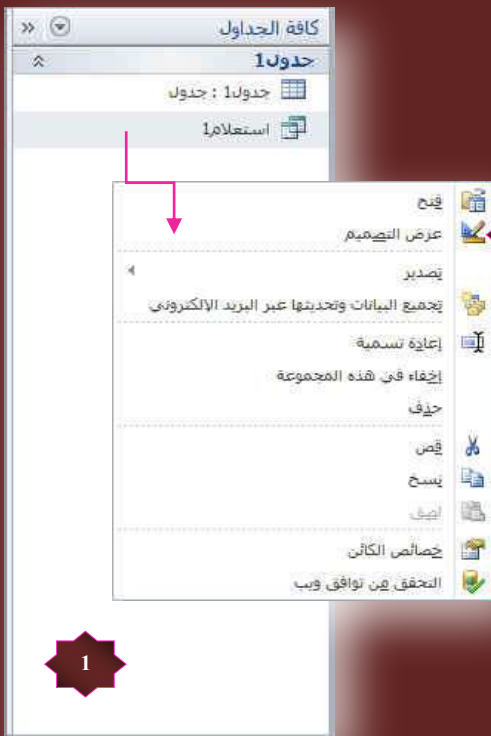 كافة الجداول »
جدول1
جدول1 : جدول
استعلام1
فتح
عرض التصميم
تصدير
تجميع البيانات وتحديثها عبر البريد الإلكتروني
إعادة تسمية
إخفاء في هذه المجموعة
حذف
قص
نسخ
لصق
خصائص الكائن
التحقق من توافق ويب
1